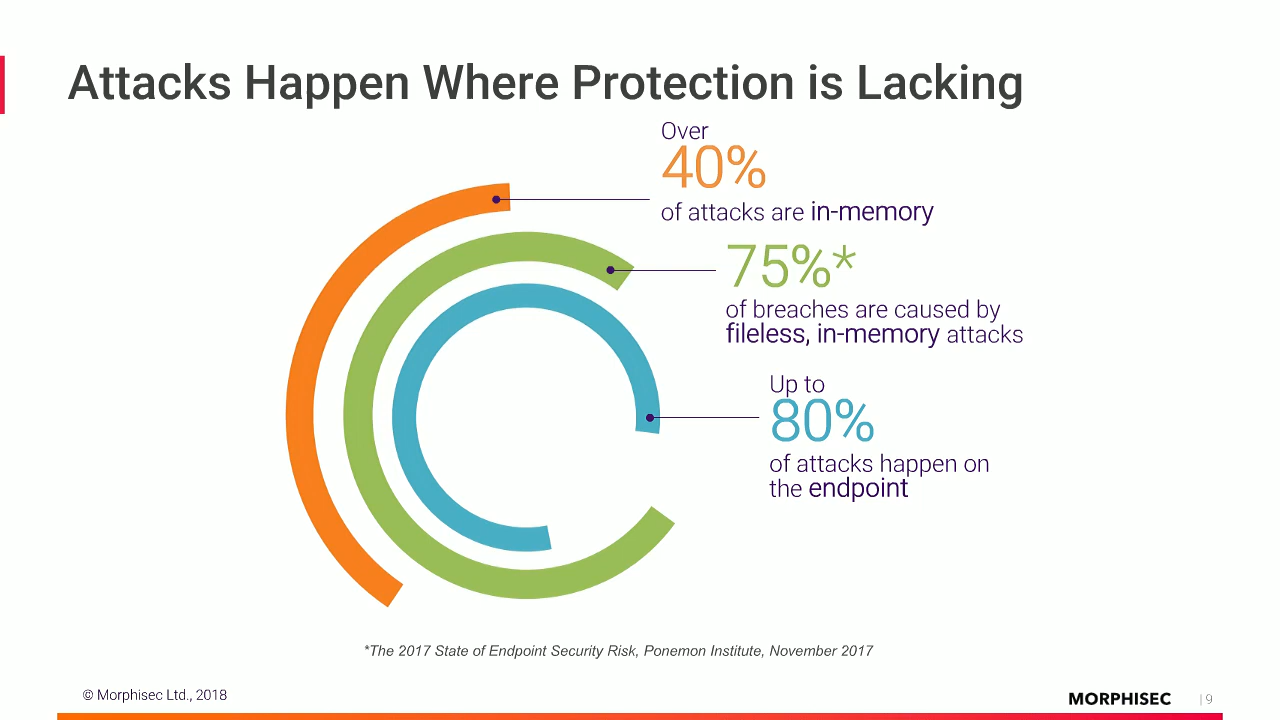 Attacks Happen Where Protection is Lacking
Over
40%
of attacks are in-memory
75%*
of breaches are caused by
fileless, in-memory attacks
Up to
80%
of attacks happen on
the endpoint
*The 2017 State of Endpoint Security Risk, Ponemon Institute, November 2017
© Morphisec Ltd., 2018
MORPHISEC
| 9